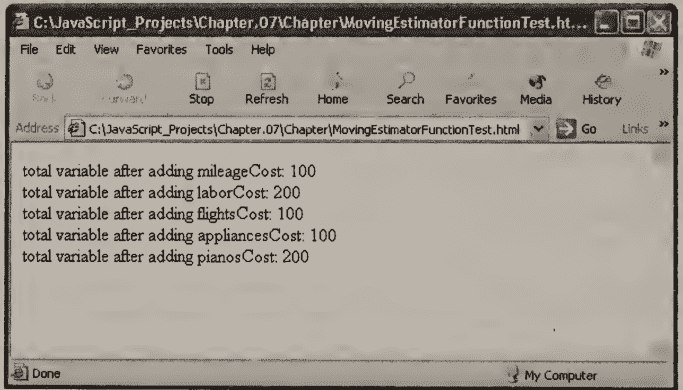 C:\JavaScript_Projects\Chapter.07\Chapter\MovingEstimatorFunctionTest.ht...
File Edit View Favorites Tools Help
Back Forward Stop Refresh Home Search Favorites Media History »
Address C:\JavaScript_Projects\Chapter.07\Chapter\MovingEstimatorFunctionTest.html Go Links »
total variable after adding mileageCost: 100
total variable after adding laborCost: 200
total variable after adding flightsCost: 100
total variable after adding appliancesCost: 100
total variable after adding pianosCost: 200
Done My Computer